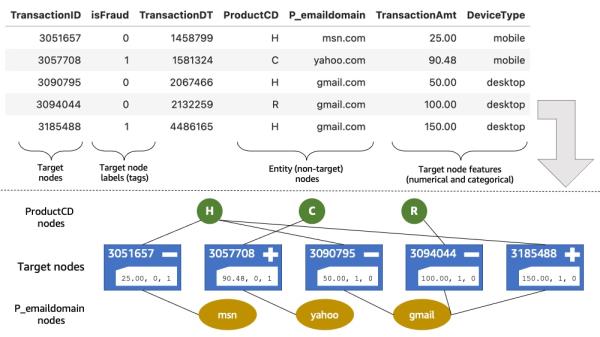 TransactionID isFraud TransactionDT ProductCD P_emaildomain TransactionAmt DeviceType
3051657 0 1458799 H msn.com 25.00 mobile
3057708 1 1581324 C yahoo.com 90.48 mobile
3090795 0 2067466 H gmail.com 50.00 desktop
3094044 0 2132259 R gmail.com 100.00 desktop
3185488 1 4486165 H gmail.com 150.00 desktop
Target nodes
Target node labels (tags)
Entity (non-target) nodes
Target node features (numerical and categorical)
ProductCD nodes
H C R
Target nodes
3051657 − 3057708 + 3090795 − 3094044 − 3185488 +
25.00, 0, 1 90.48, 0, 1 50.00, 1, 0 100.00, 1, 0 150.00, 1, 0
P_emaildomain nodes
msn yahoo gmail